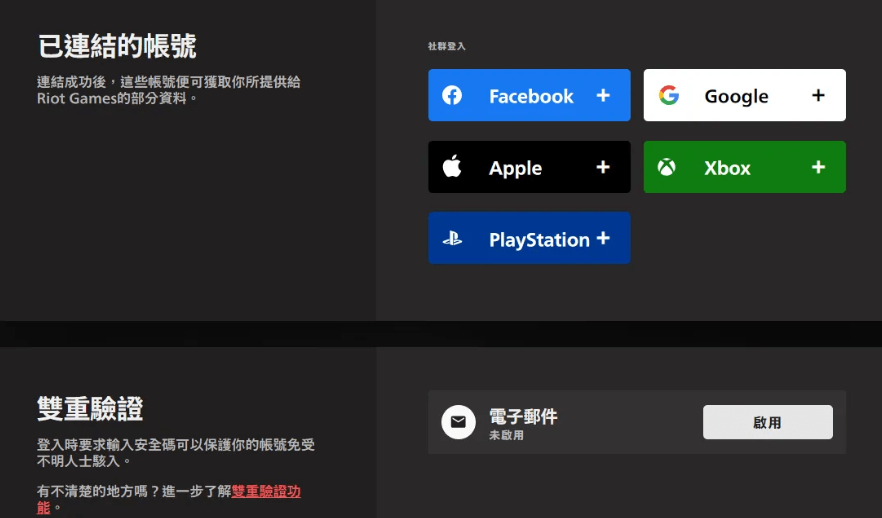 已連結的帳號
連結成功後，這些帳號便可獲取你所提供給
Riot Games的部分資料。
社群登入
Facebook +
Google +
Apple +
Xbox +
PlayStation +
雙重驗證
登入時要求輸入安全碼可以保護你的帳號免受
不明人士駭入。
有不清楚的地方嗎？進一步了解雙重驗證功
能。
電子郵件
未啟用
啟用